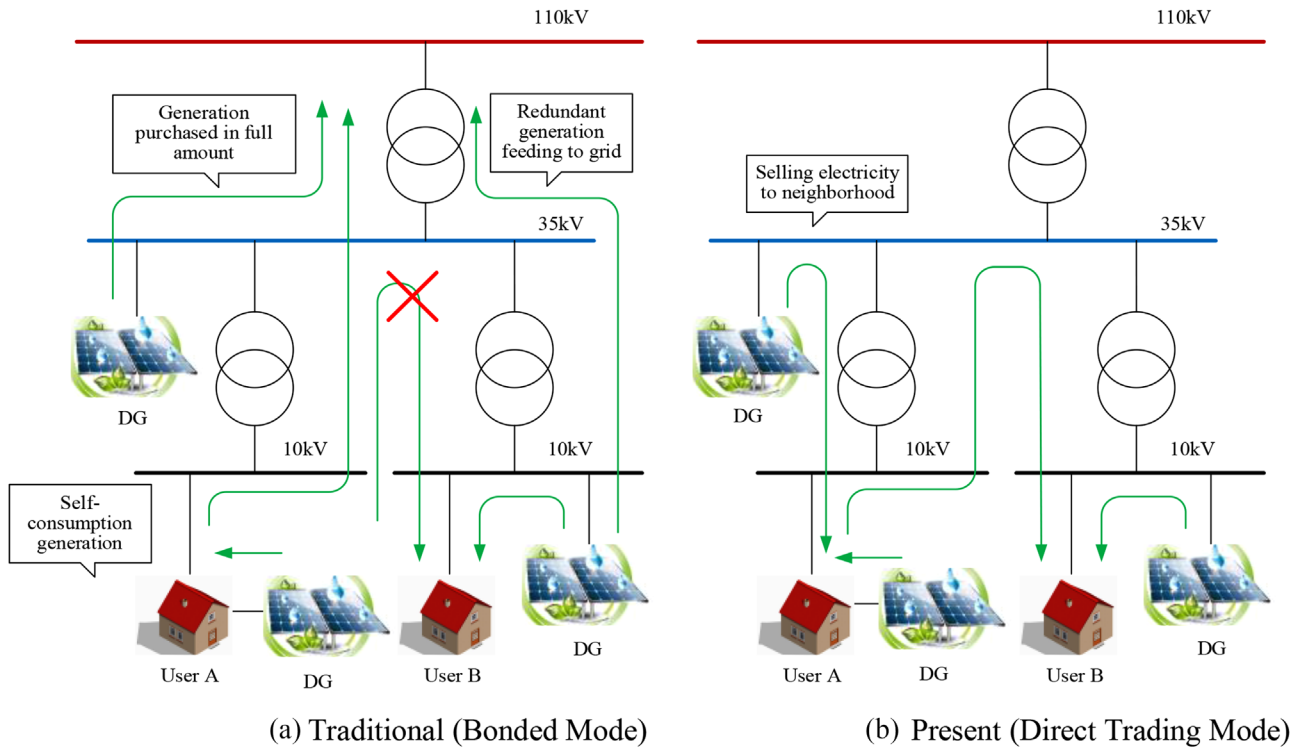 110kV
Generation
purchased in full
amount
Redundant
generation
feeding to grid
35kV
DG
10kV
10kV
Self-
consumption
generation
User A
DG
User B
DG
(a) Traditional (Bonded Mode)
110kV
Selling electricity
to neighborhood
35kV
DG
10kV
10kV
User A
DG
User B
DG
(b) Present (Direct Trading Mode)